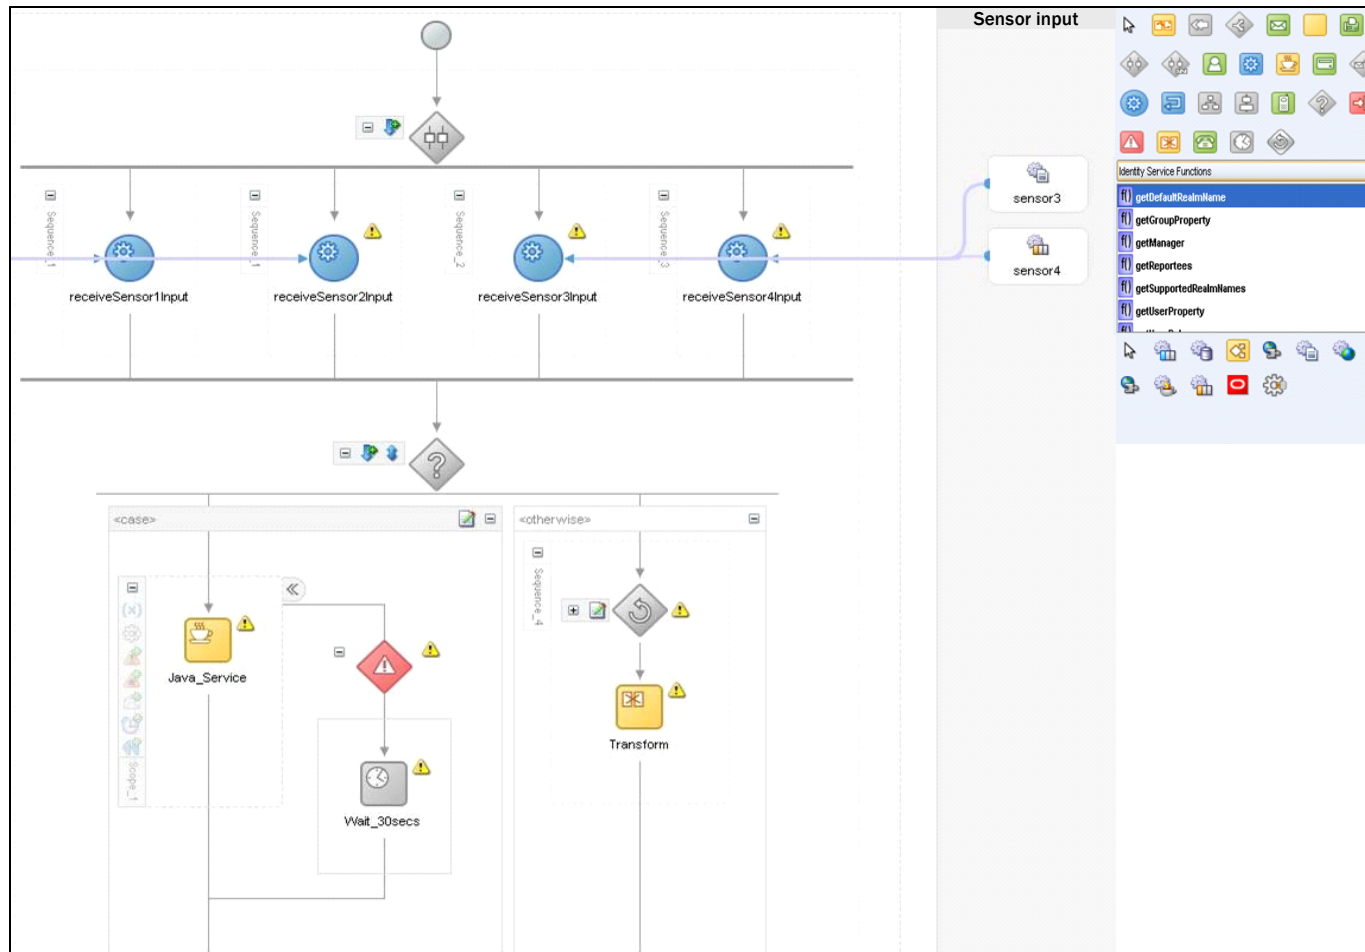 Sensor input
Identity Service Functions
f() getDefaultRealmName
f() getGroupProperty
f() getManager
f() getReportees
f() getSupportedRealmNames
f() getUserProperty
Sequence_1
Sequence_1
Sequence_2
Sequence_3
sensor3
sensor4
receiveSensor1Input
receiveSensor2Input
receiveSensor3Input
receiveSensor4Input
<case>
<otherwise>
Sequence_4
Java_Service
Scope_1
Wait_30secs
Transform